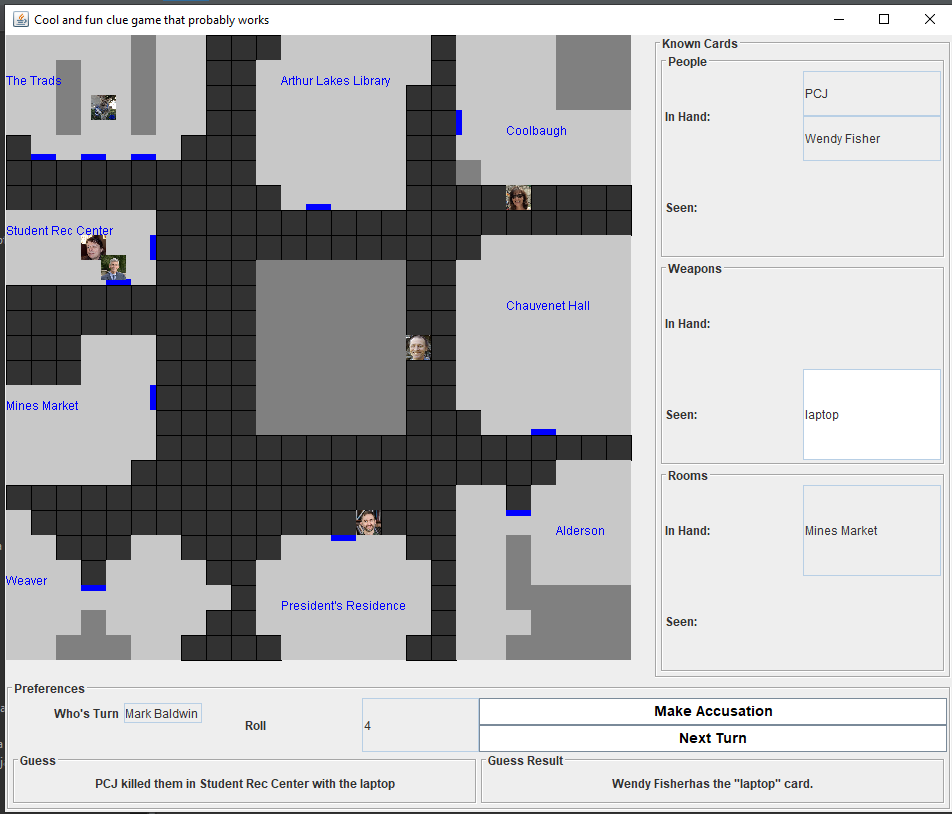 Cool and fun clue game that probably works
The Trads
Arthur Lakes Library
Coolbaugh
Student Rec Center
Chauvenet Hall
Mines Market
Alderson
Weaver
President's Residence
Known Cards
People
In Hand:
PCJ
Wendy Fisher
Seen:
Weapons
In Hand:
Seen:
laptop
Rooms
In Hand:
Mines Market
Seen:
Preferences
Who's Turn
Mark Baldwin
Roll
4
Make Accusation
Next Turn
Guess
PCJ killed them in Student Rec Center with the laptop
Guess Result
Wendy Fisherhas the "laptop" card.